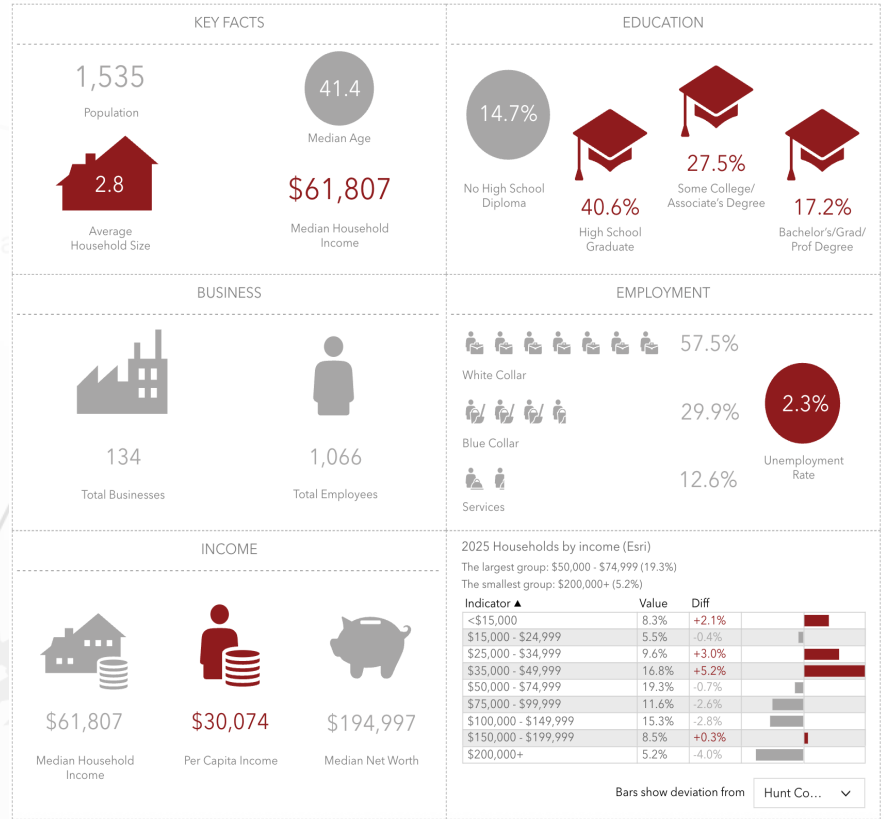 KEY FACTS
1,535
Population
41.4
Median Age
2.8
Average
Household Size
$61,807
Median Household
Income
EDUCATION
14.7%
No High School
Diploma
40.6%
High School
Graduate
27.5%
Some College/
Associate's Degree
17.2%
Bachelor's/Grad/
Prof Degree
BUSINESS
134
Total Businesses
1,066
Total Employees
EMPLOYMENT
57.5%
White Collar
29.9%
Blue Collar
12.6%
Services
2.3%
Unemployment
Rate
INCOME
$61,807
Median Household
Income
$30,074
Per Capita Income
$194,997
Median Net Worth
2025 Households by income (Esri)
The largest group: $50,000 - $74,999 (19.3%)
The smallest group: $200,000+ (5.2%)
Indicator ▲ Value Diff
<$15,000 8.3% +2.1%
$15,000 - $24,999 5.5% -0.4%
$25,000 - $34,999 9.6% +3.0%
$35,000 - $49,999 16.8% +5.2%
$50,000 - $74,999 19.3% -0.7%
$75,000 - $99,999 11.6% -2.6%
$100,000 - $149,999 15.3% -2.8%
$150,000 - $199,999 8.5% +0.3%
$200,000+ 5.2% -4.0%
Bars show deviation from Hunt Co...